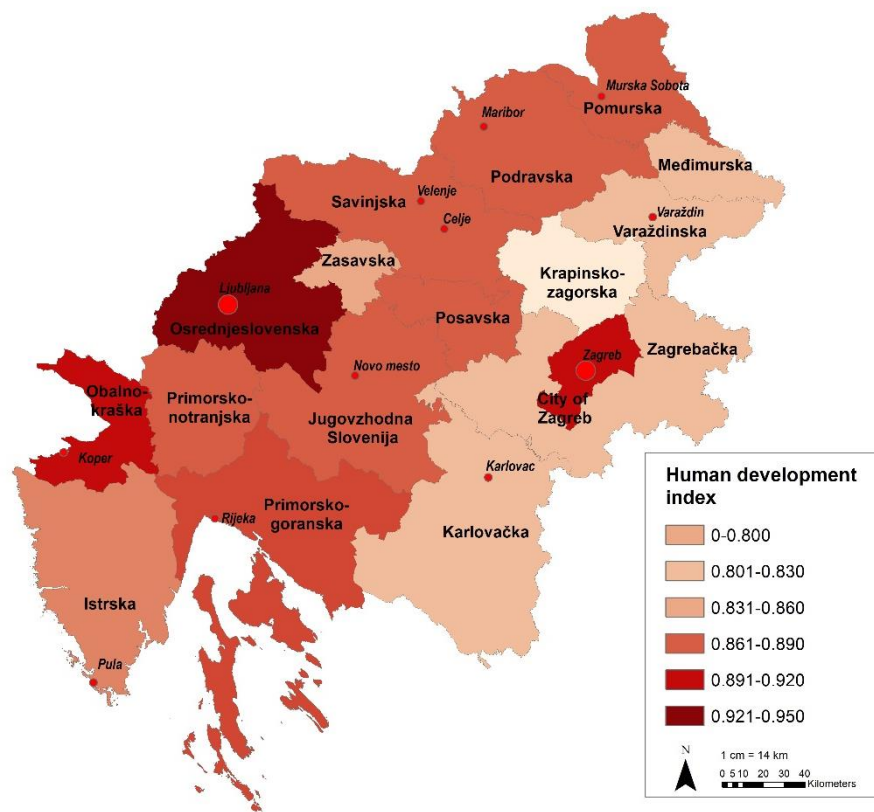 Murska Sobota
Pomurska
Maribor
Međimurska
Podravska
Velenje
Savinjska
Varaždin
Celje
Varaždinska
Zasavska
Krapinsko-
zagorska
Ljubljana
Osrednjeslovenska
Posavska
Zagrebačka
Zagreb
Novo mesto
Obalno-
kraška
Primorsko-
notranjska
City of
Zagreb
Jugovzhodna
Slovenija
Koper
Karlovac
Primorsko-
goranska
Rijeka
Karlovačka
Istrska
Pula
Human development
index
0-0.800
0.801-0.830
0.831-0.860
0.861-0.890
0.891-0.920
0.921-0.950
N
1 cm = 14 km
0 5 10 20 30 40
Kilometers